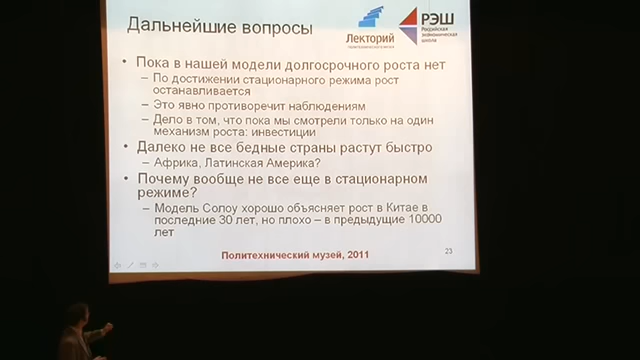 Дальнейшие вопросы
Лекторий
РЭШ
Российская
экономическая
школа
• Пока в нашей модели долгосрочного роста нет
– По достижении стационарного режима рост
останавливается
– Это явно противоречит наблюдениям
– Дело в том, что пока мы смотрели только на один
механизм роста: инвестиции
• Далеко не все бедные страны растут быстро
– Африка, Латинская Америка?
• Почему вообще не все еще в стационарном
режиме?
– Модель Солоу хорошо объясняет рост в Китае в
последние 30 лет, но плохо – в предыдущие 10000
лет
Политехнический музей, 2011
23